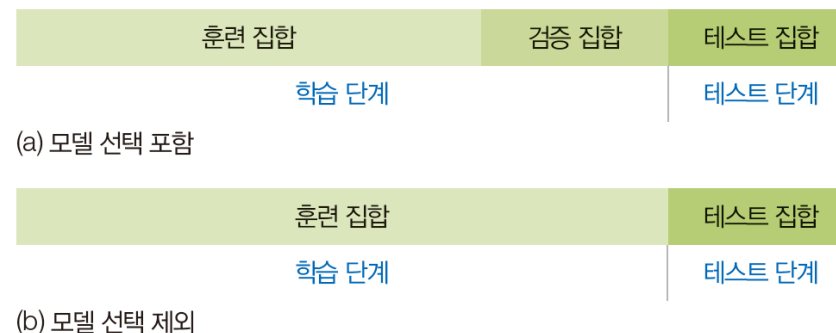 훈련 집합 검증 집합 테스트 집합
학습 단계 테스트 단계
(a) 모델 선택 포함
훈련 집합 테스트 집합
학습 단계 테스트 단계
(b) 모델 선택 제외